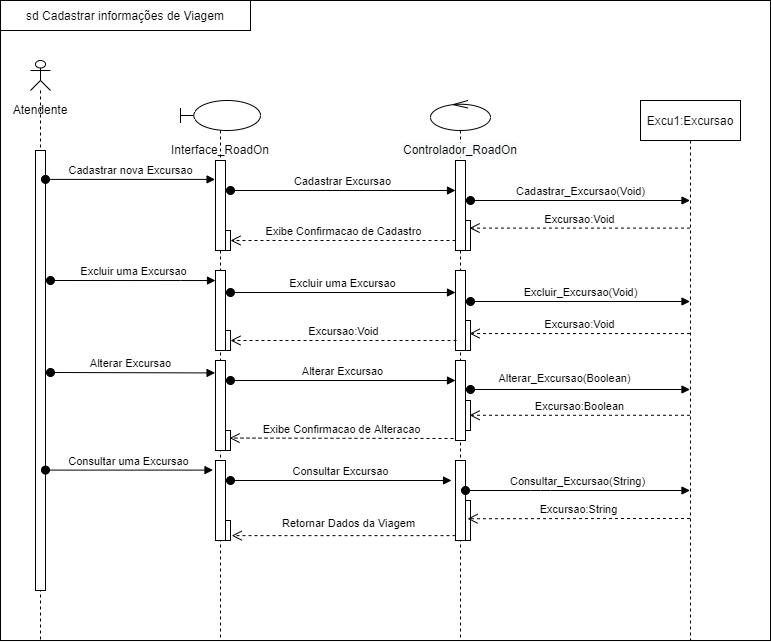 sd Cadastrar informações de Viagem
Atendente
Interface_RoadOn
Controlador_RoadOn
Excu1:Excursao
Cadastrar nova Excursao
Cadastrar Excursao
Cadastrar_Excursao(Void)
Excursao:Void
Exibe Confirmacao de Cadastro
Excluir uma Excursao
Excluir uma Excursao
Excluir_Excursao(Void)
Excursao:Void
Excursao:Void
Alterar Excursao
Alterar Excursao
Alterar_Excursao(Boolean)
Excursao:Boolean
Exibe Confirmacao de Alteracao
Consultar uma Excursao
Consultar Excursao
Consultar_Excursao(String)
Excursao:String
Retornar Dados da Viagem